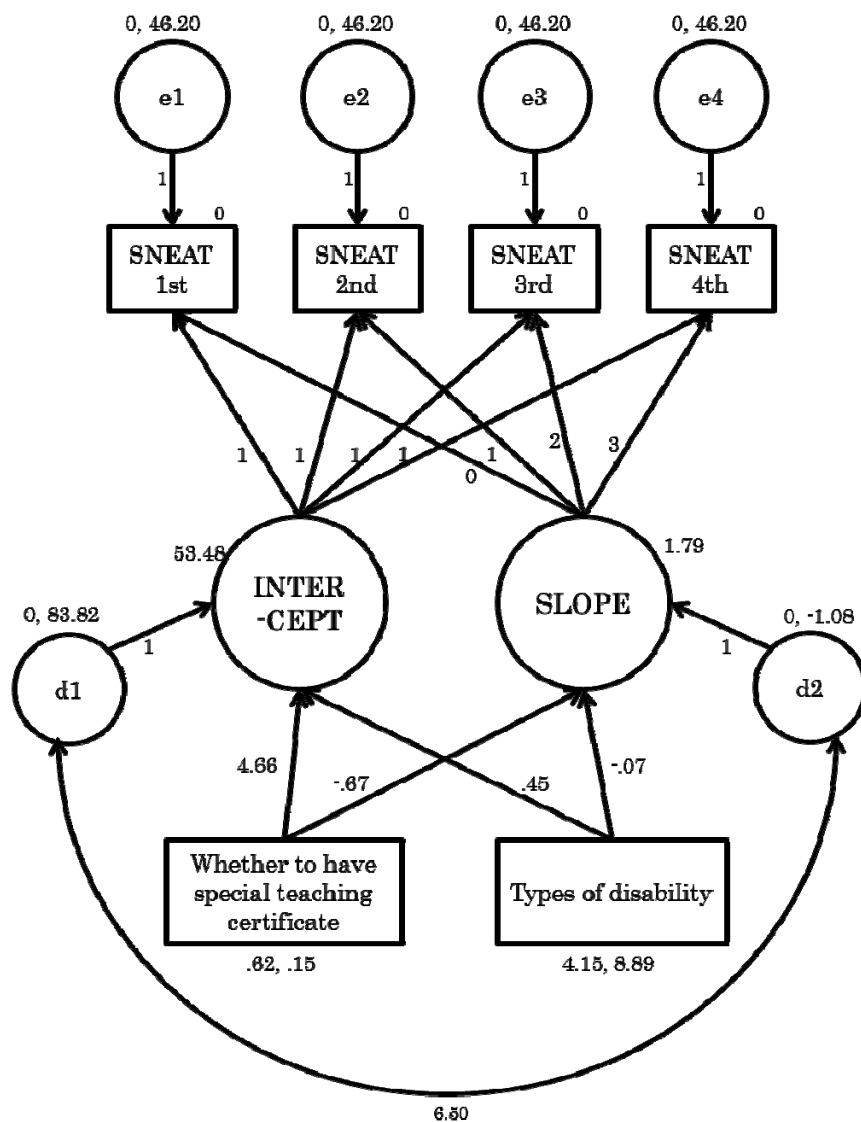 0, 46.20 0, 46.20 0, 46.20 0, 46.20
e1 e2 e3 e4
1 1 1 1
0 0 0 0
SNEAT SNEAT SNEAT SNEAT
1st 2nd 3rd 4th
1 1 1 1 1 2 3
0
53.48 1.79
INTER SLOPE
-CEPT
0, 83.82 0, -1.08
1 1
d1 d2
4.66 -.67 .45 -.07
Whether to have
special teaching
certificate
Types of disability
.62, .15 4.15, 8.89
6.50